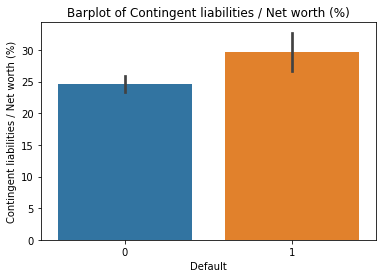 Barplot of Contingent liabilities / Net worth (%)
Contingent liabilities / Net worth (%)
30
25
20
15
10
5
0
0 1
Default